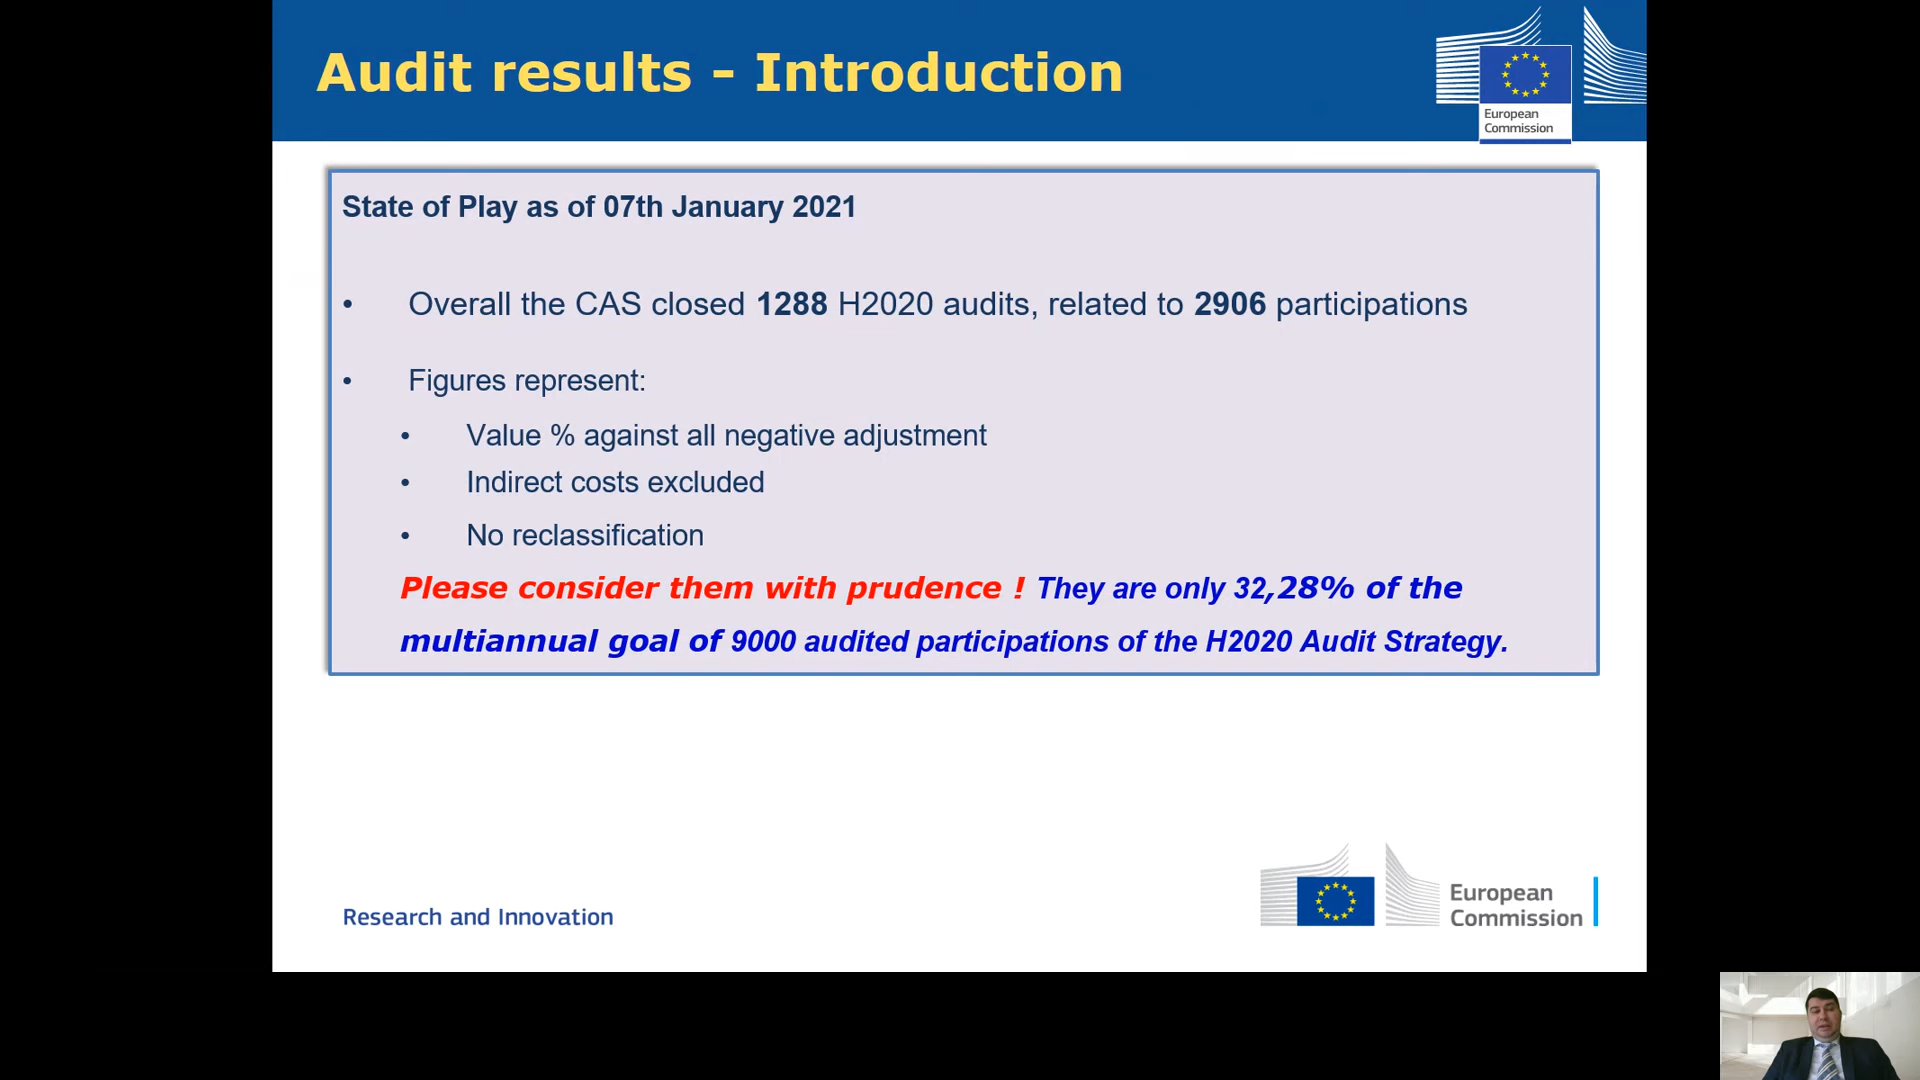 Audit results - Introduction
European
Commission
State of Play as of 07th January 2021
• Overall the CAS closed 1288 H2020 audits, related to 2906 participations
• Figures represent:
• Value % against all negative adjustment
• Indirect costs excluded
• No reclassification
Please consider them with prudence ! They are only 32,28% of the
multiannual goal of 9000 audited participations of the H2020 Audit Strategy.
Research and Innovation
European
Commission